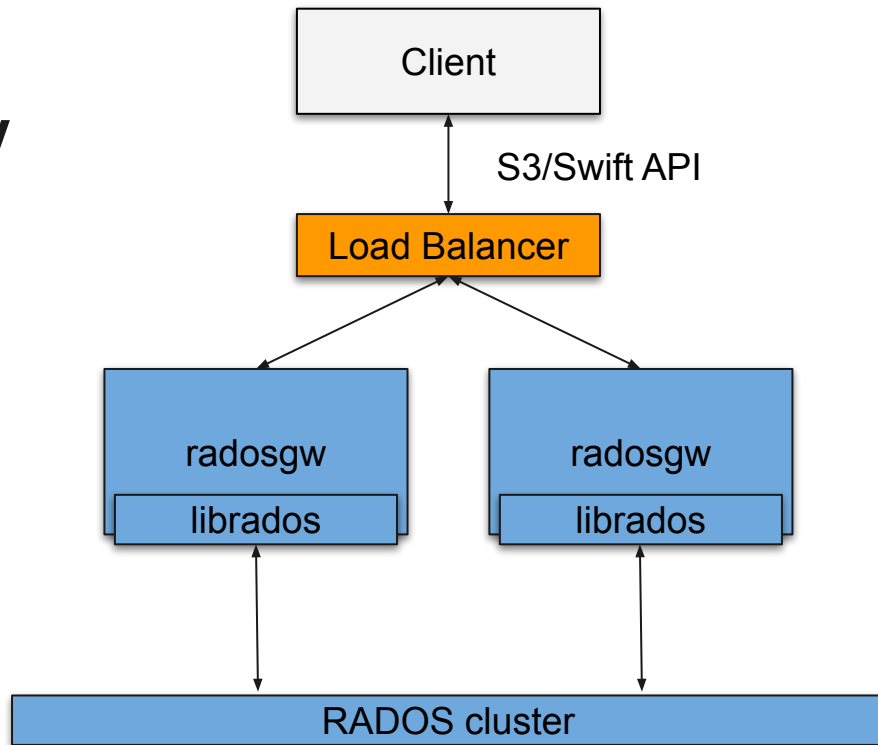 Client
S3/Swift API
Load Balancer
radosgw
radosgw
librados
librados
RADOS cluster